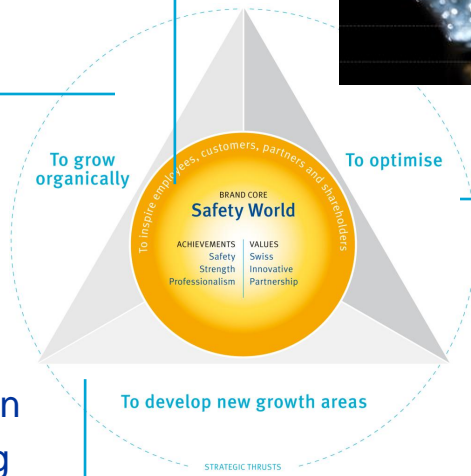 To grow
organically
To optimise
To inspire employees, customers, partners and shareholders
BRAND CORE
Safety World
ACHIEVEMENTS VALUES
Safety Swiss
Strength Innovative
Professionalism Partnership
To develop new growth areas
n
g
STRATEGIC THRUSTS